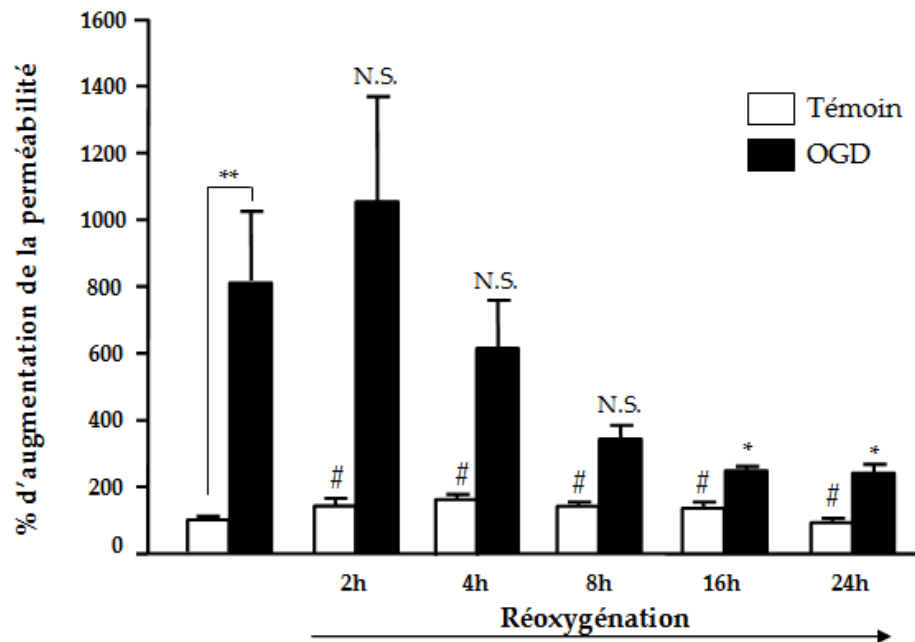 % d'augmentation de la perméabilité
1600
1400
1200
1000
800
600
400
200
0
**
N.S.
N.S.
N.S.
*
*
#
#
#
#
#
Témoin
OGD
2h
4h
8h
16h
24h
Réoxygénation